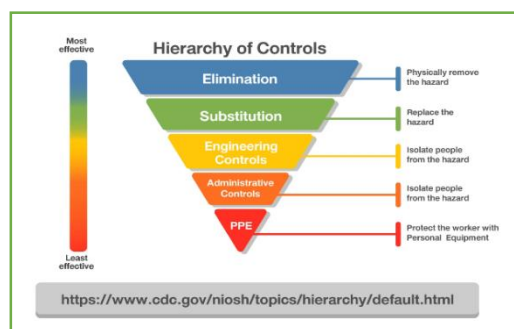 Most
effective
Hierarchy of Controls
Elimination
Physically remove
the hazard
Substitution
Replace the
hazard
Engineering
Controls
Isolate people
from the hazard
Administrative
Controls
Isolate people
from the hazard
PPE
Protect the worker with
Personal Equipment
Least
effective
https://www.cdc.gov/niosh/topics/hierarchy/default.html